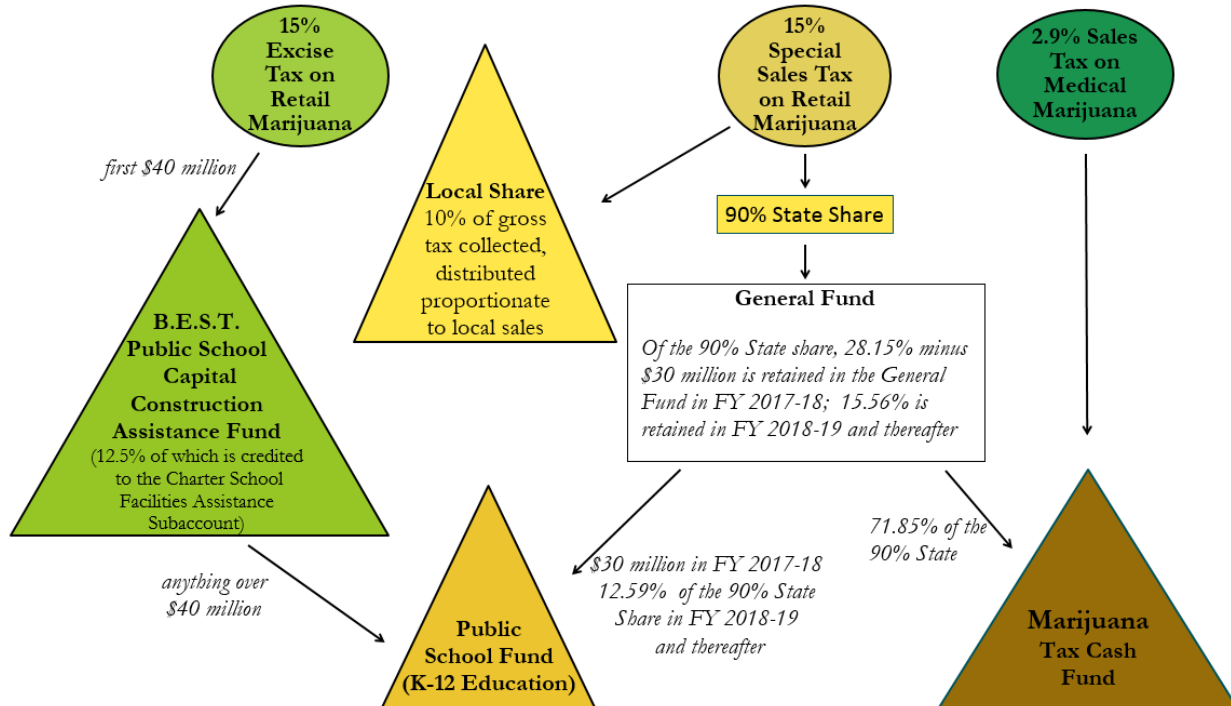 15%
Excise
Tax on
Retail
Marijuana
15%
Special
Sales Tax
on Retail
Marijuana
2.9% Sales
Tax on
Medical
Marijuana
first $40 million
Local Share
10% of gross
tax collected,
distributed
proportionate
to local sales
90% State Share
General Fund
Of the 90% State share, 28.15% minus
$30 million is retained in the General
Fund in FY 2017-18;  15.56% is
retained in FY 2018-19 and thereafter
B.E.S.T.
Public School
Capital
Construction
Assistance Fund
(12.5% of which is credited
to the Charter School
Facilities Assistance
Subaccount)
anything over
$40 million
$30 million in FY 2017-18
12.59%  of the 90% State
Share in FY 2018-19
and thereafter
71.85% of the
90% State
Public
School Fund
(K-12 Education)
Marijuana
Tax Cash
Fund